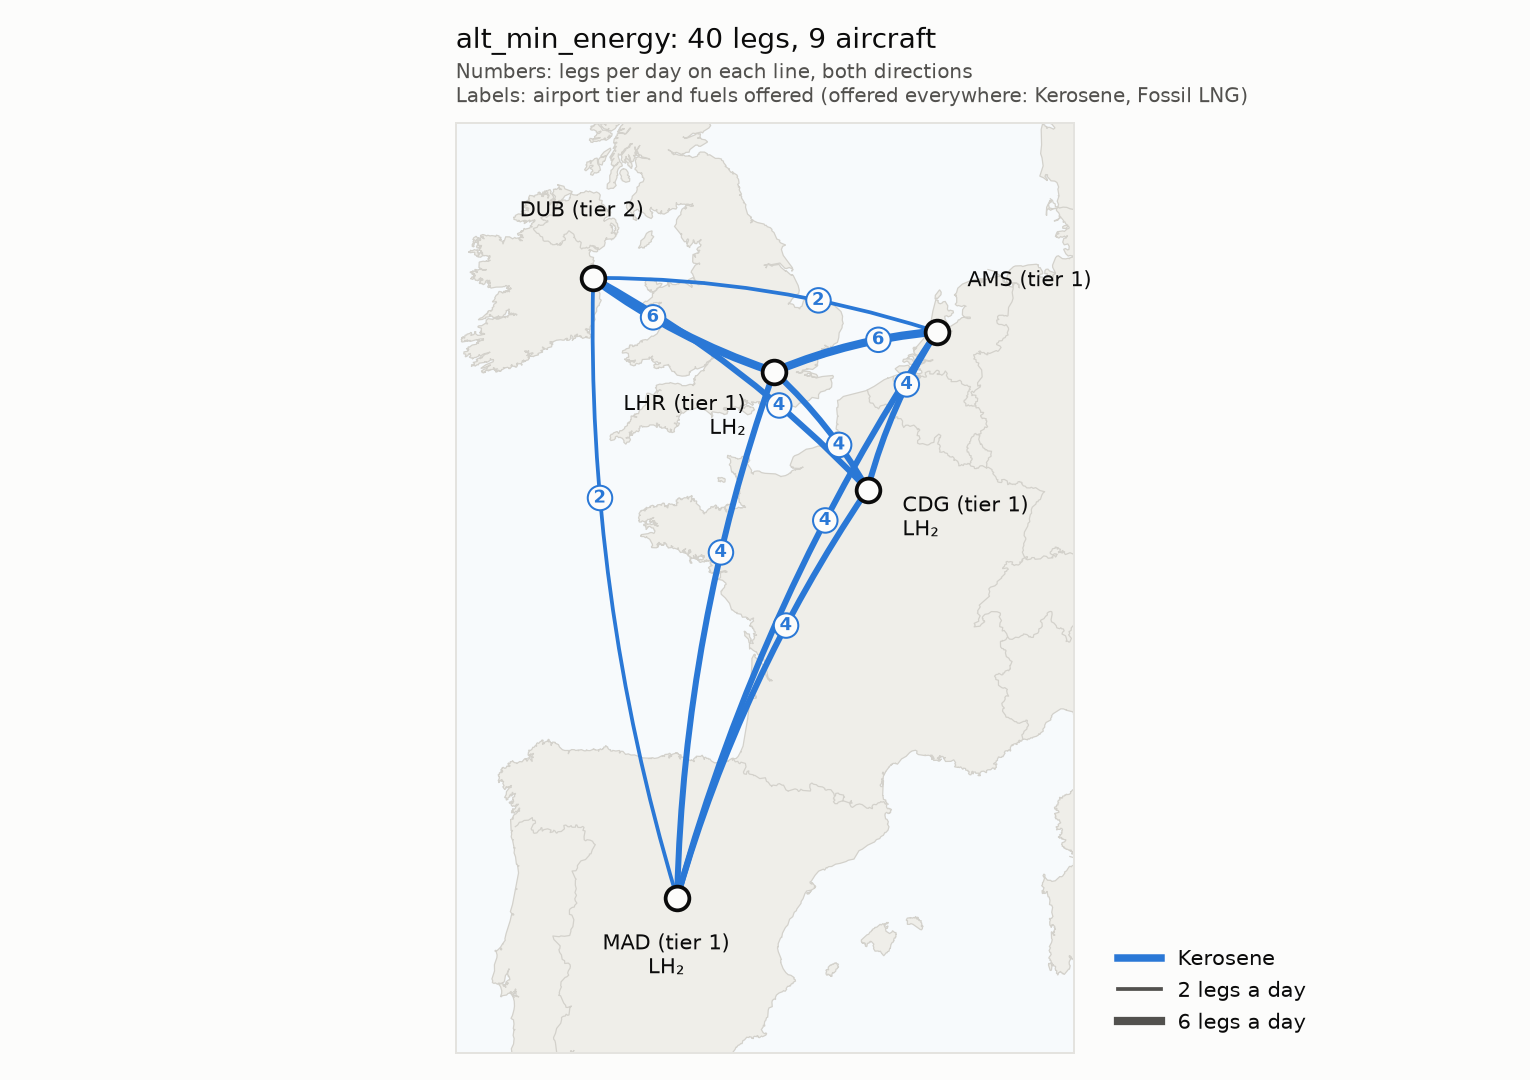 alt_min_energy: 40 legs, 9 aircraft
Numbers: legs per day on each line, both directions
Labels: airport tier and fuels offered (offered everywhere: Kerosene, Fossil LNG)
DUB (tier 2)
AMS (tier 1)
2
6
6
4
LHR (tier 1)
LH₂
4
4
2
CDG (tier 1)
LH₂
4
4
4
MAD (tier 1)
LH₂
Kerosene
2 legs a day
6 legs a day